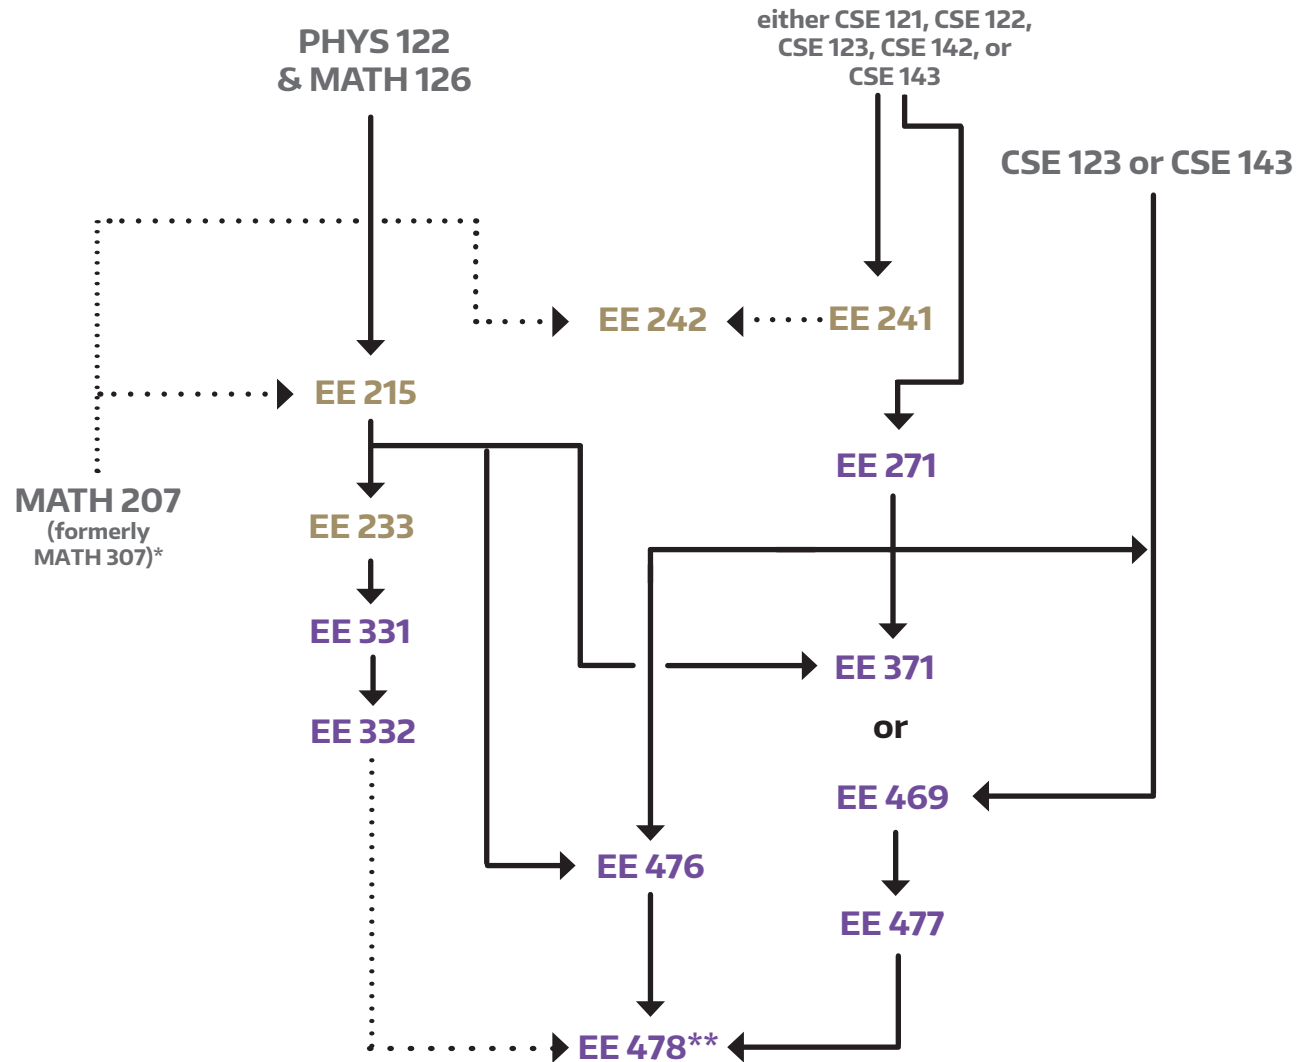 PHYS 122
& MATH 126
either CSE 121, CSE 122,
CSE 123, CSE 142, or
CSE 143
CSE 123 or CSE 143
EE 242
EE 241
EE 215
EE 271
MATH 207
(formerly
MATH 307)*
EE 233
EE 331
EE 371
EE 332
or
EE 469
EE 476
EE 477
EE 478**